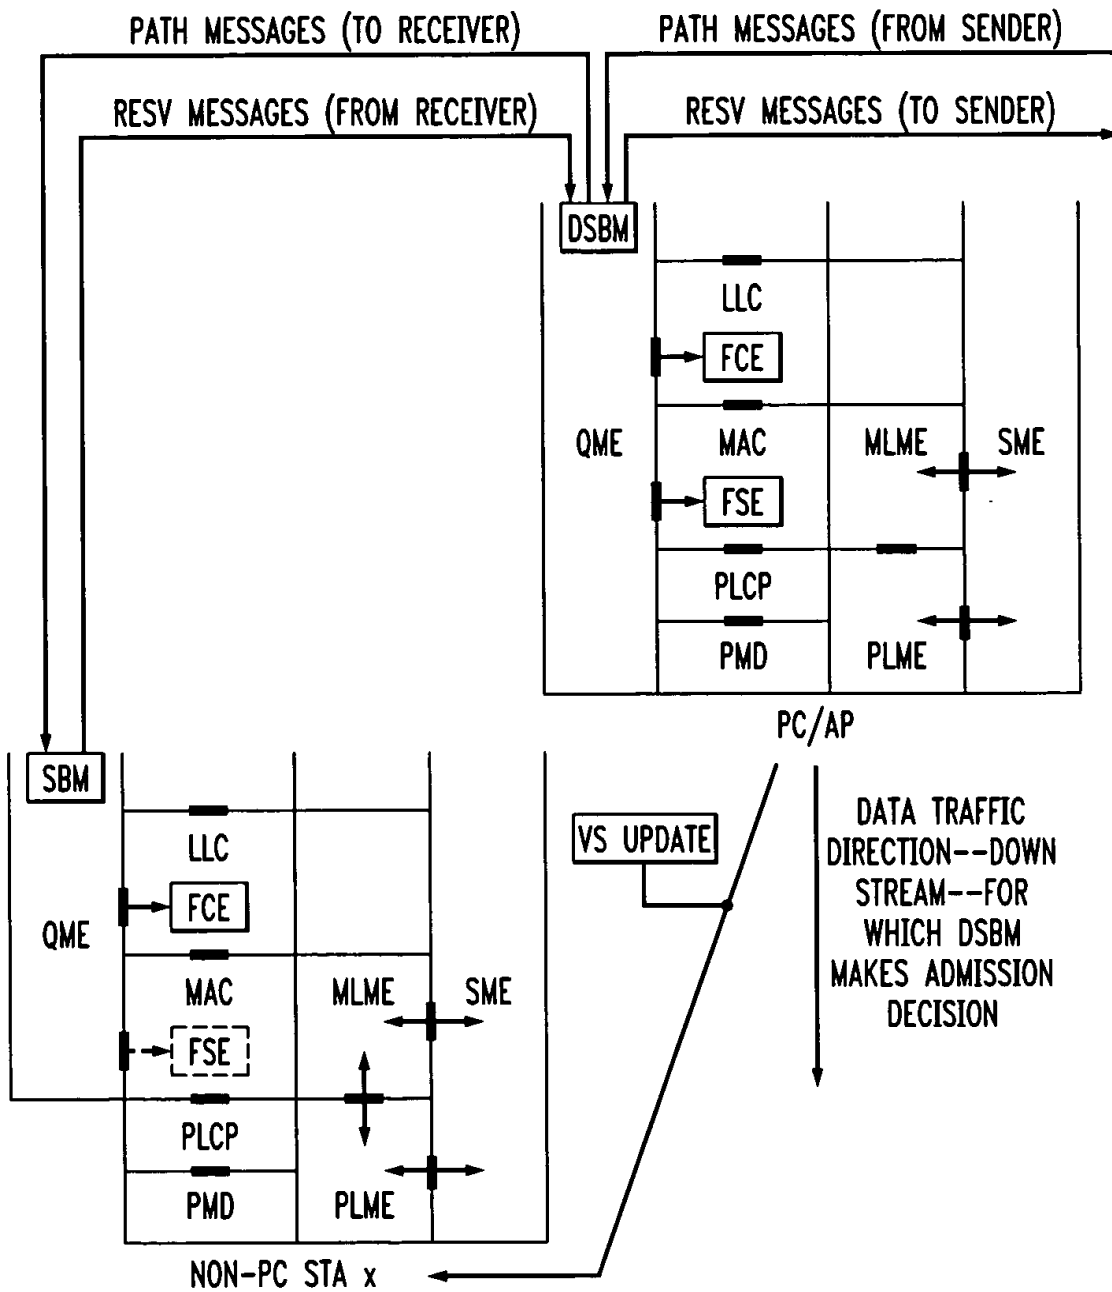 PATH MESSAGES (TO RECEIVER)
PATH MESSAGES (FROM SENDER)
RESV MESSAGES (FROM RECEIVER)
RESV MESSAGES (TO SENDER)
DSBM
LLC
FCE
QME
MAC
MLME
SME
FSE
PLCP
PMD
PLME
PC/AP
SBM
LLC
FCE
QME
MAC
MLME
SME
FSE
PLCP
PMD
PLME
NON-PC STA x
VS UPDATE
DATA TRAFFIC
DIRECTION--DOWN
STREAM--FOR
WHICH DSBM
MAKES ADMISSION
DECISION